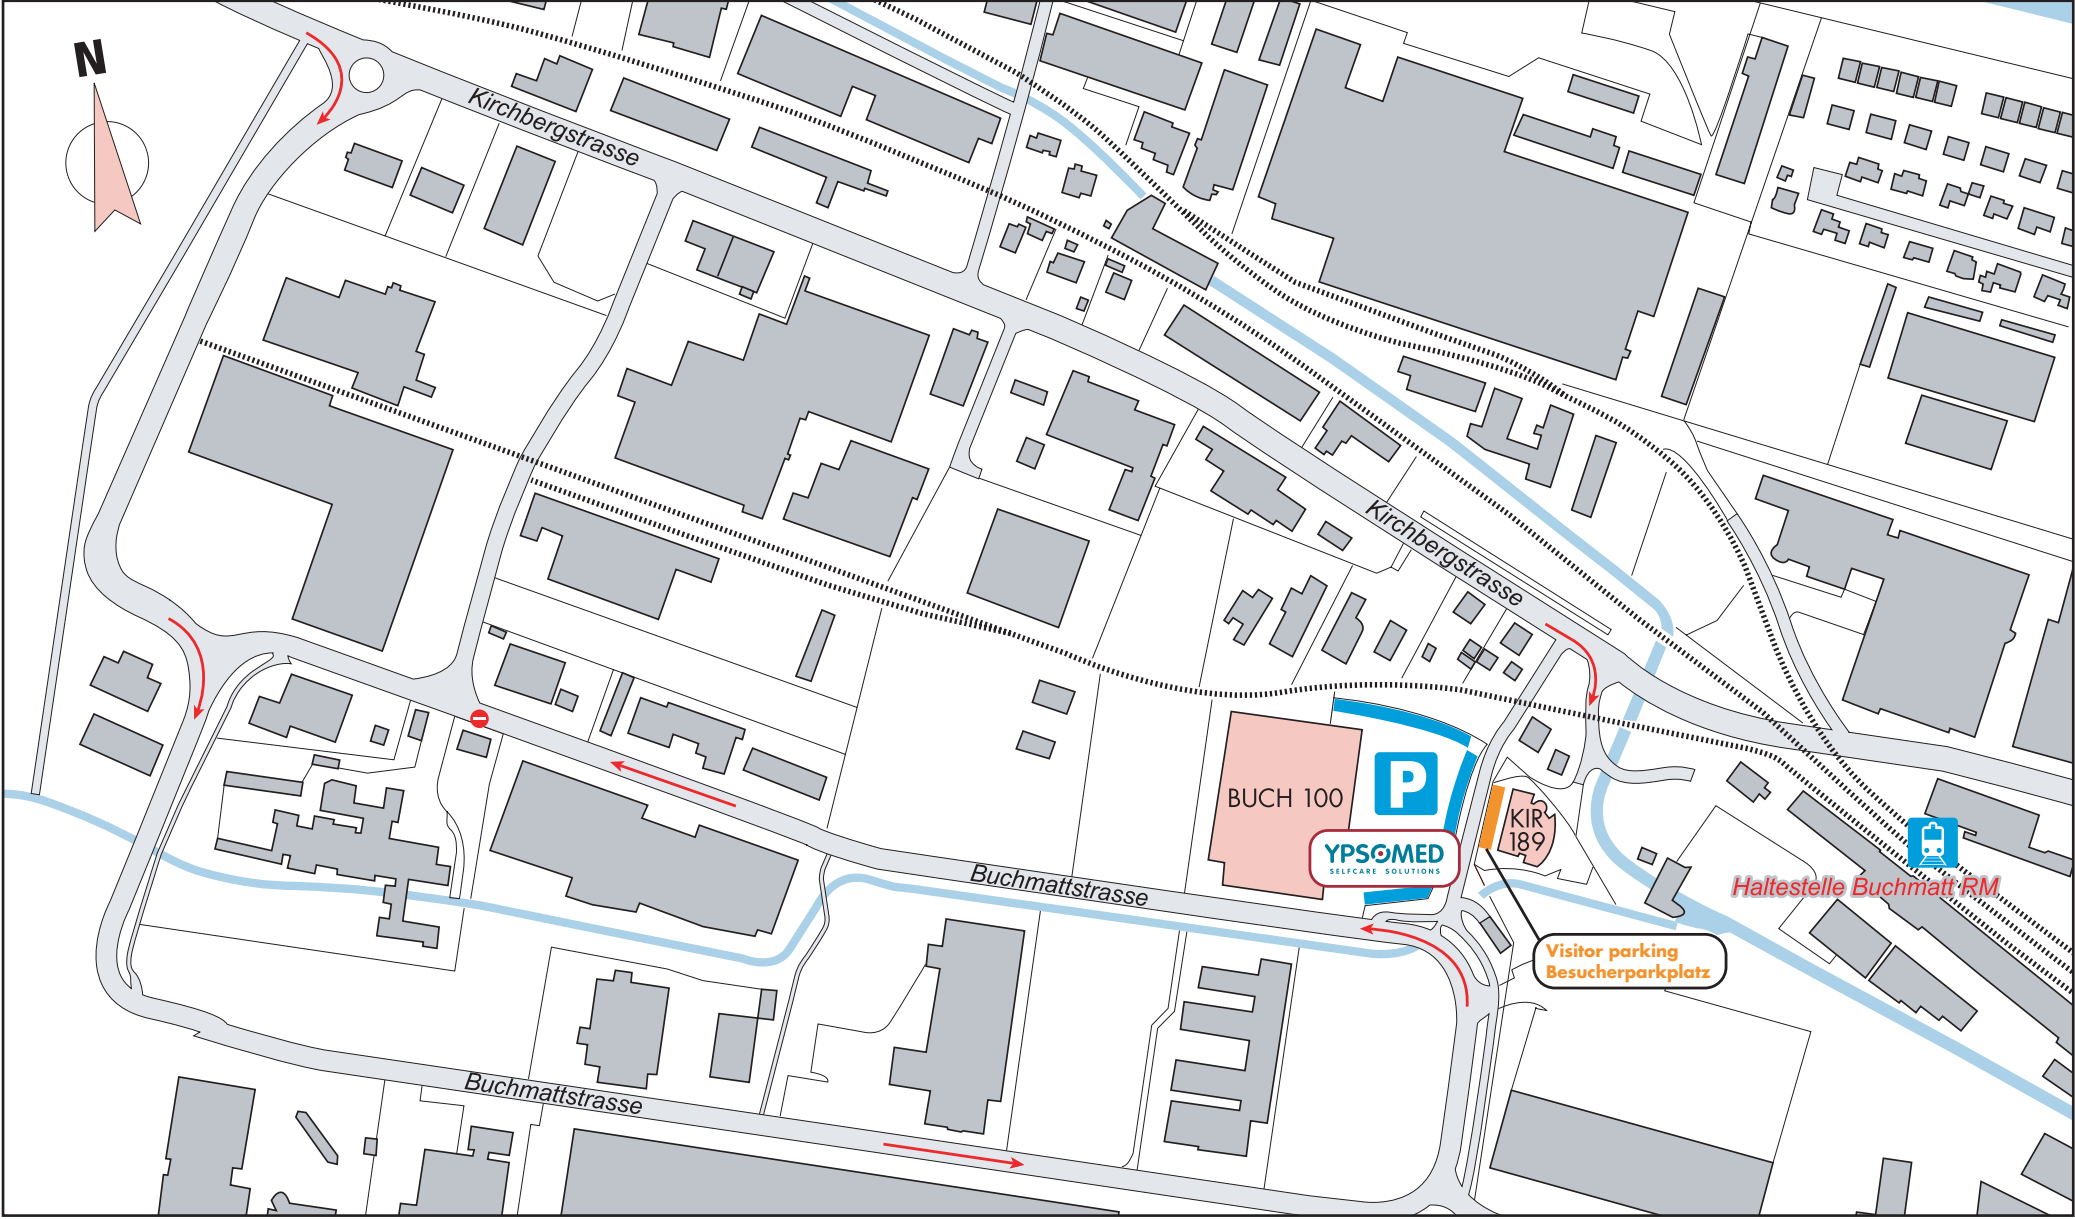 N
Kirchbergstrasse
Kirchbergstrasse
BUCH 100
P
KIR
189
YPSOMED
SELFCARE SOLUTIONS
Buchmattstrasse
Haltestelle Buchmatt RM
Visitor parking
Besucherparkplatz
Buchmattstrasse